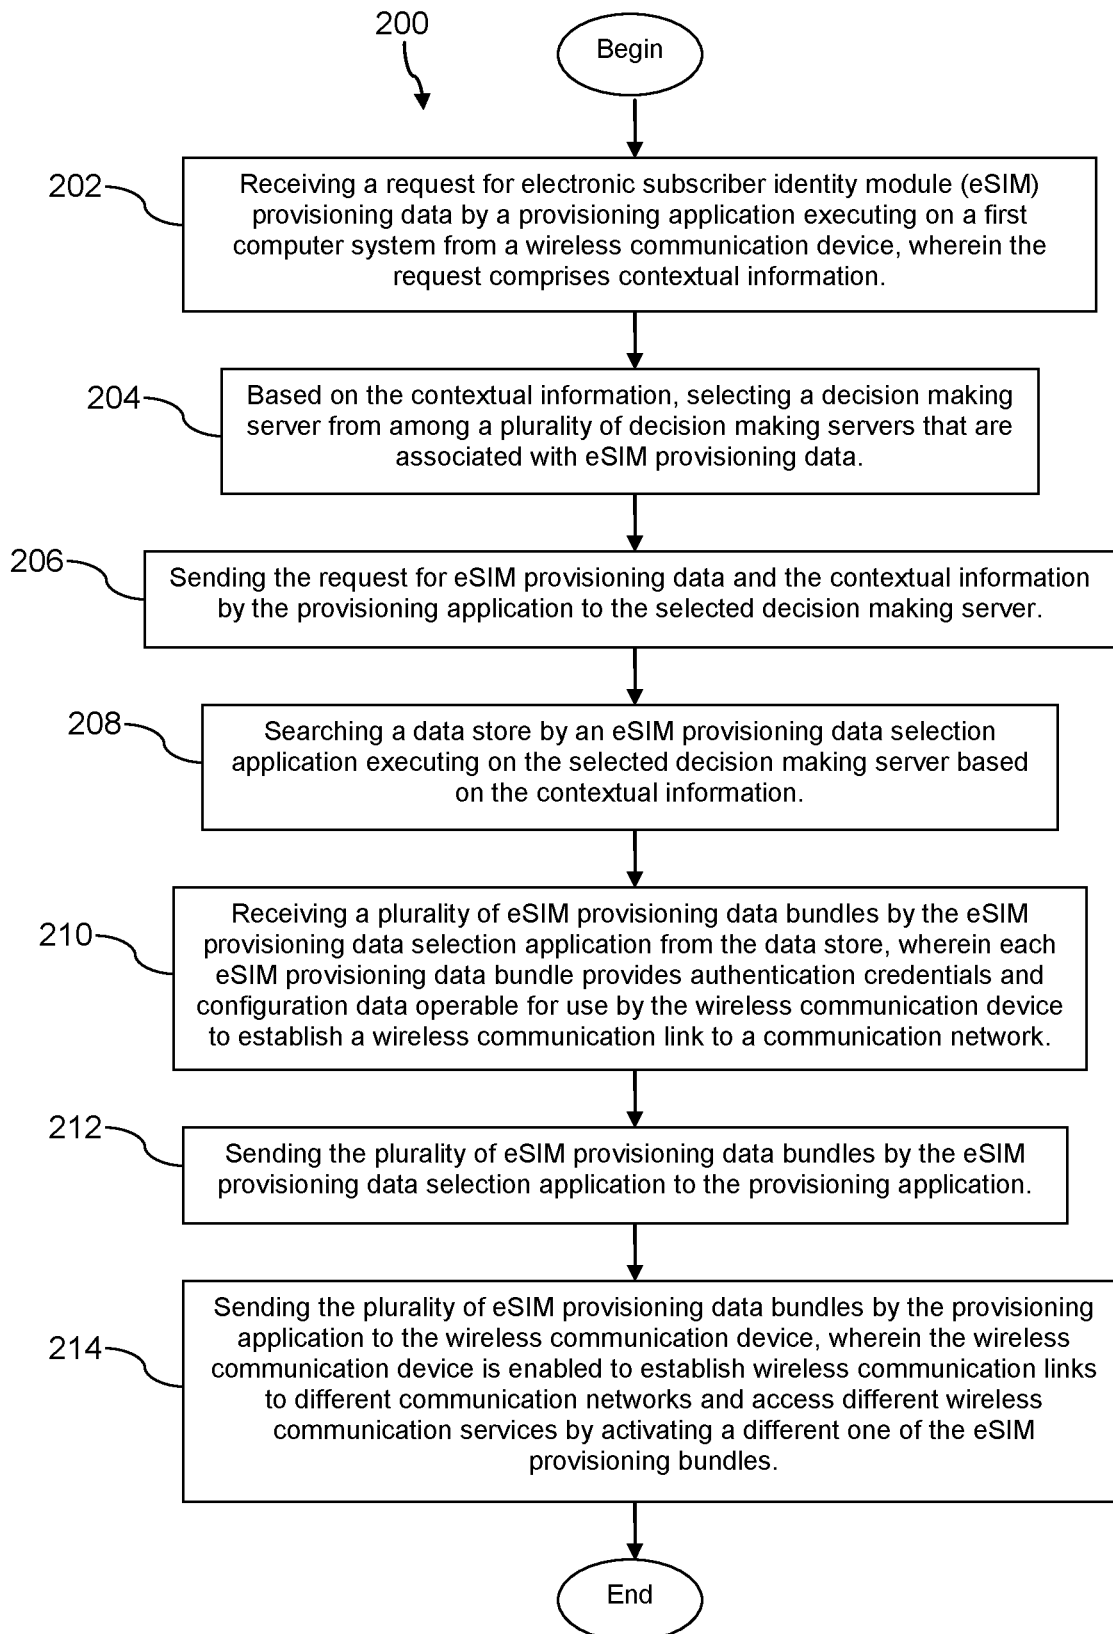 200
Begin
202
Receiving a request for electronic subscriber identity module (eSIM)
provisioning data by a provisioning application executing on a first
computer system from a wireless communication device, wherein the
request comprises contextual information.
204
Based on the contextual information, selecting a decision making
server from among a plurality of decision making servers that are
associated with eSIM provisioning data.
206
Sending the request for eSIM provisioning data and the contextual information
by the provisioning application to the selected decision making server.
208
Searching a data store by an eSIM provisioning data selection
application executing on the selected decision making server based
on the contextual information.
210
Receiving a plurality of eSIM provisioning data bundles by the eSIM
provisioning data selection application from the data store, wherein each
eSIM provisioning data bundle provides authentication credentials and
configuration data operable for use by the wireless communication device
to establish a wireless communication link to a communication network.
212
Sending the plurality of eSIM provisioning data bundles by the eSIM
provisioning data selection application to the provisioning application.
214
Sending the plurality of eSIM provisioning data bundles by the provisioning
application to the wireless communication device, wherein the wireless
communication device is enabled to establish wireless communication links
to different communication networks and access different wireless
communication services by activating a different one of the eSIM
provisioning bundles.
End